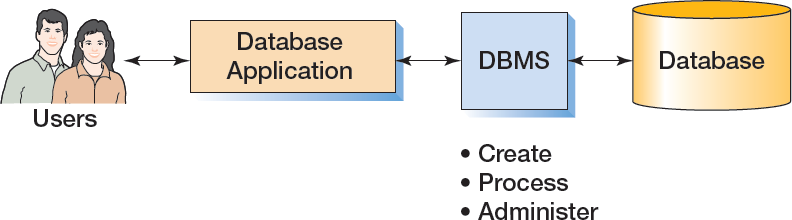 Users
Database
Application
DBMS
Database
• Create
• Process
• Administer